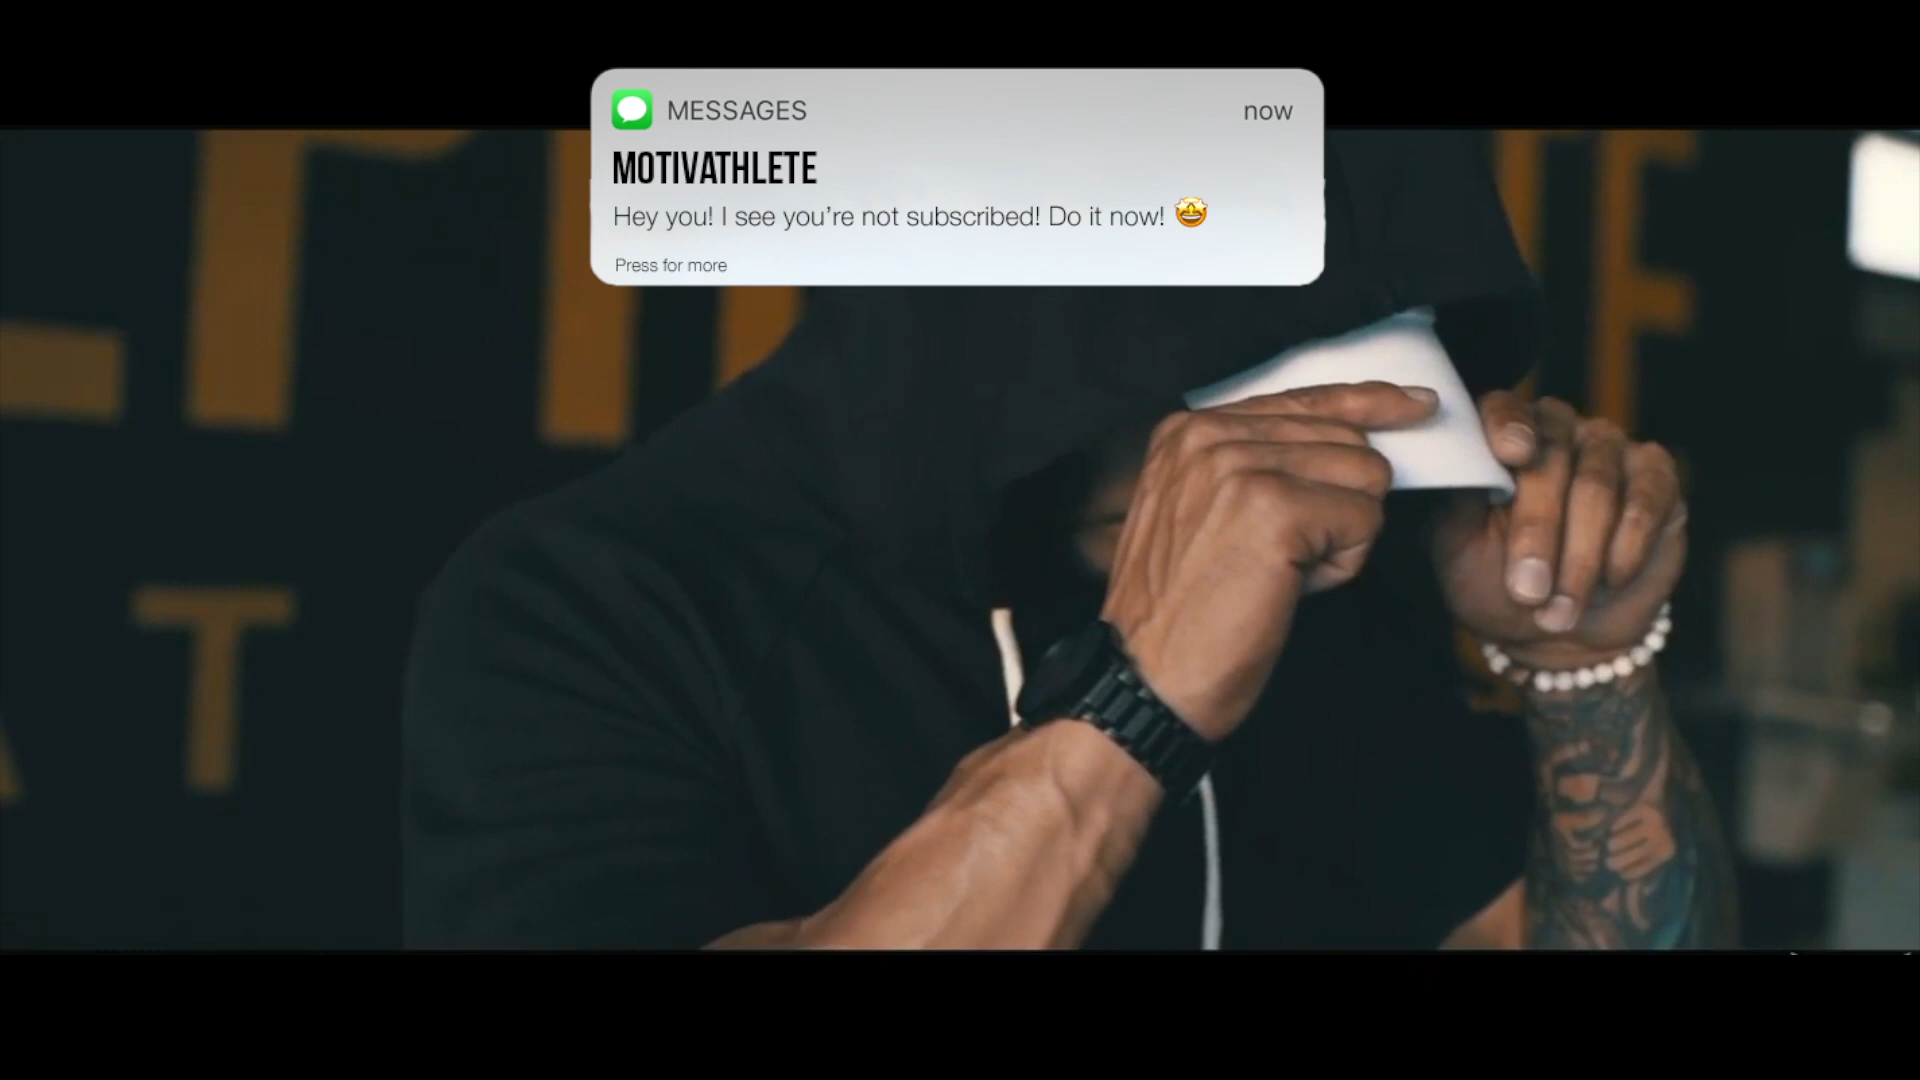 MESSAGES now
MOTIVATHLETE
Hey you! I see you’re not subscribed! Do it now! 🤩
Press for more